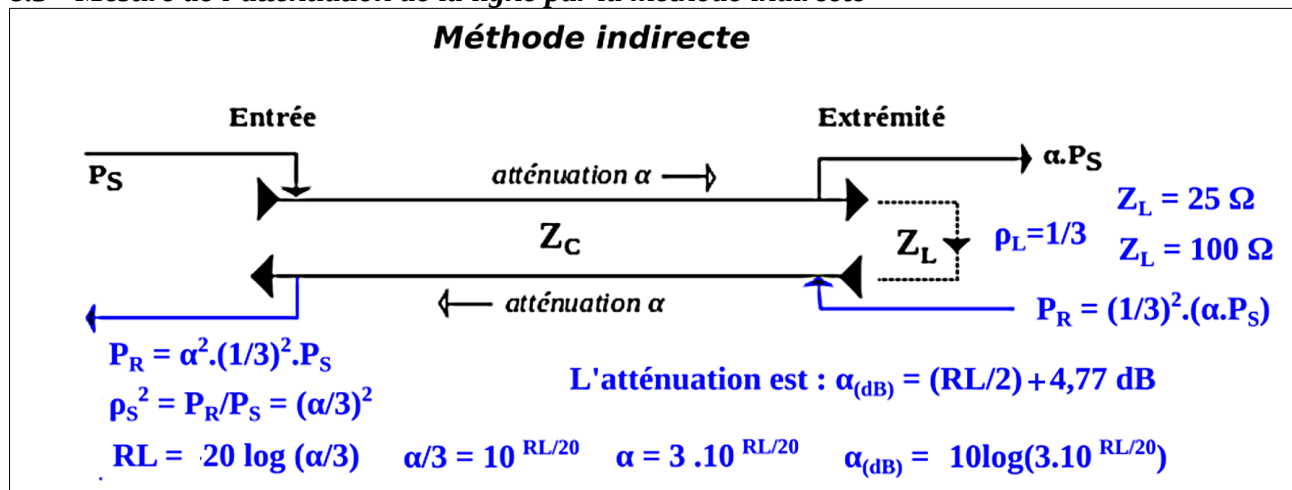 Méthode indirecte
Entrée
Extrémité
PS
atténuation α
α.PS
ZL = 25 Ω
ZC
ZL
ρL=1/3
ZL = 100 Ω
atténuation α
PR = (1/3)².(α.PS)
PR = α².(1/3)².PS
L'atténuation est : α(dB) = (RL/2)+4,77 dB
ρS² = PR/PS = (α/3)²
RL = 20 log (α/3) α/3 = 10 RL/20 α = 3 .10 RL/20 α(dB) = 10log(3.10 RL/20)